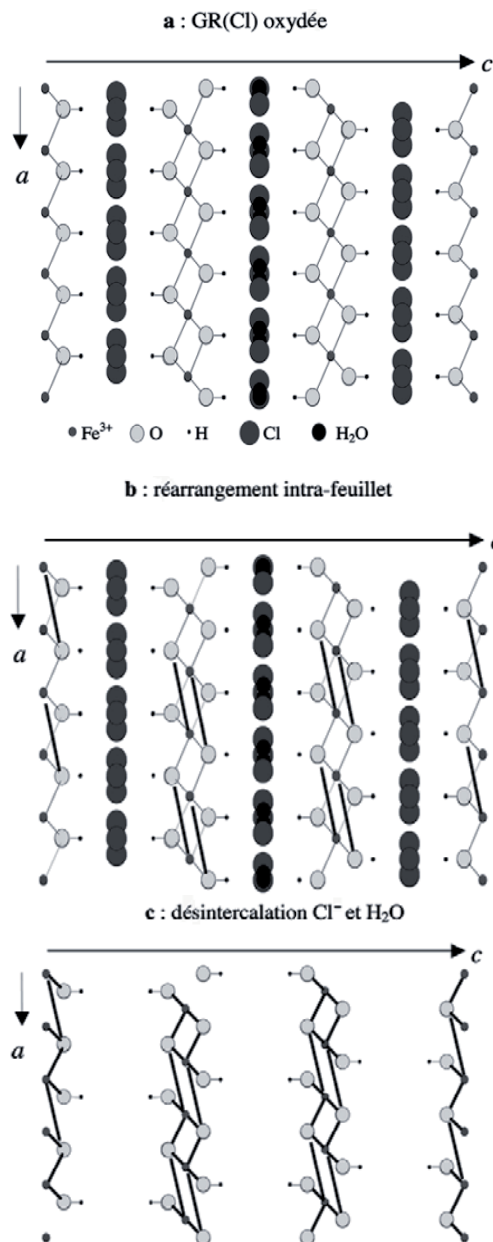 a : GR(Cl) oxydée
c
a
Fe³⁺ O H Cl H₂O
b : réarrangement intra-feuillet
a
c : désintercalation Cl⁻ et H₂O
c
a